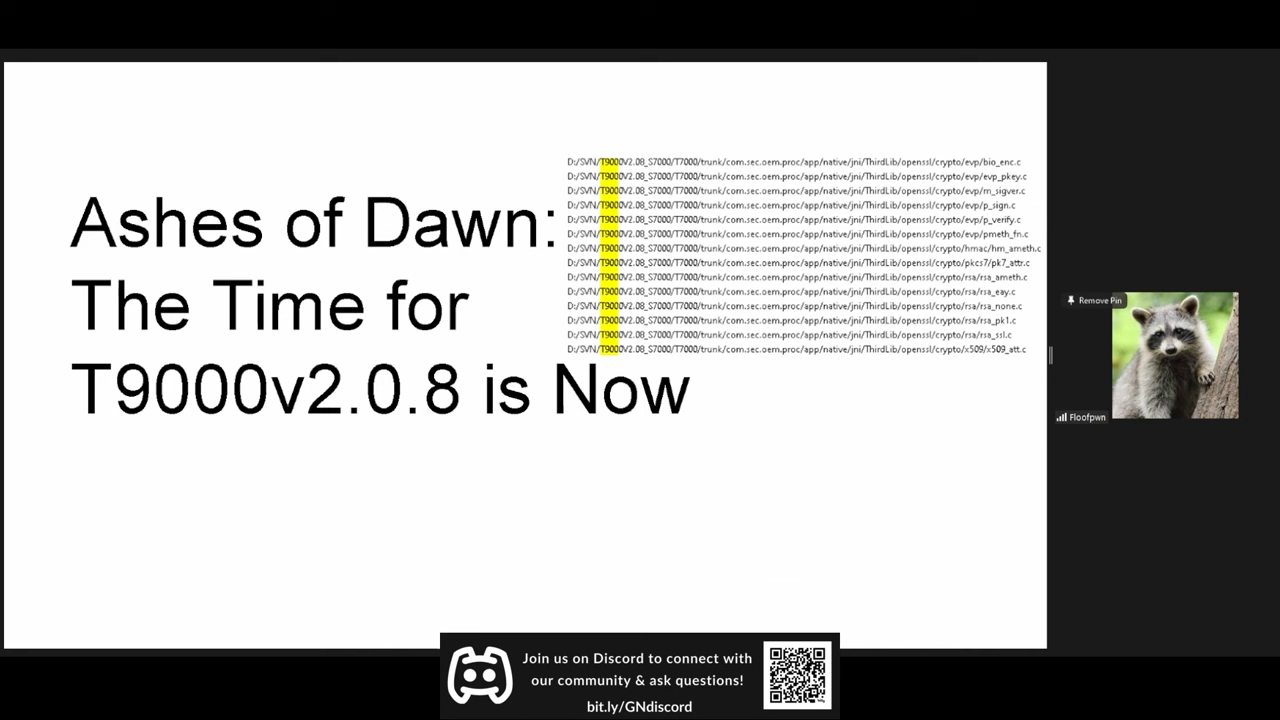 Ashes of Dawn:
The Time for
T9000v2.0.8 is Now
D:/SVN/T9000V2.08_S7000/T7000/trunk/com.sec.oem.proc/app/native/jni/ThirdLib/openssl/crypto/evp/bio_enc.c
D:/SVN/T9000V2.08_S7000/T7000/trunk/com.sec.oem.proc/app/native/jni/ThirdLib/openssl/crypto/evp/evp_pkey.c
D:/SVN/T9000V2.08_S7000/T7000/trunk/com.sec.oem.proc/app/native/jni/ThirdLib/openssl/crypto/evp/m_sigver.c
D:/SVN/T9000V2.08_S7000/T7000/trunk/com.sec.oem.proc/app/native/jni/ThirdLib/openssl/crypto/evp/p_sign.c
D:/SVN/T9000V2.08_S7000/T7000/trunk/com.sec.oem.proc/app/native/jni/ThirdLib/openssl/crypto/evp/p_verify.c
D:/SVN/T9000V2.08_S7000/T7000/trunk/com.sec.oem.proc/app/native/jni/ThirdLib/openssl/crypto/evp/pmeth_fn.c
D:/SVN/T9000V2.08_S7000/T7000/trunk/com.sec.oem.proc/app/native/jni/ThirdLib/openssl/crypto/hmac/hm_ameth.c
D:/SVN/T9000V2.08_S7000/T7000/trunk/com.sec.oem.proc/app/native/jni/ThirdLib/openssl/crypto/pkcs7/pk7_attr.c
D:/SVN/T9000V2.08_S7000/T7000/trunk/com.sec.oem.proc/app/native/jni/ThirdLib/openssl/crypto/rsa/rsa_ameth.c
D:/SVN/T9000V2.08_S7000/T7000/trunk/com.sec.oem.proc/app/native/jni/ThirdLib/openssl/crypto/rsa/rsa_eay.c
D:/SVN/T9000V2.08_S7000/T7000/trunk/com.sec.oem.proc/app/native/jni/ThirdLib/openssl/crypto/rsa/rsa_none.c
D:/SVN/T9000V2.08_S7000/T7000/trunk/com.sec.oem.proc/app/native/jni/ThirdLib/openssl/crypto/rsa/rsa_pk1.c
D:/SVN/T9000V2.08_S7000/T7000/trunk/com.sec.oem.proc/app/native/jni/ThirdLib/openssl/crypto/rsa/rsa_ssl.c
D:/SVN/T9000V2.08_S7000/T7000/trunk/com.sec.oem.proc/app/native/jni/ThirdLib/openssl/crypto/x509/x509_att.c
Remove Pin
Floofpwn
Join us on Discord to connect with
our community & ask questions!
bit.ly/GNdiscord